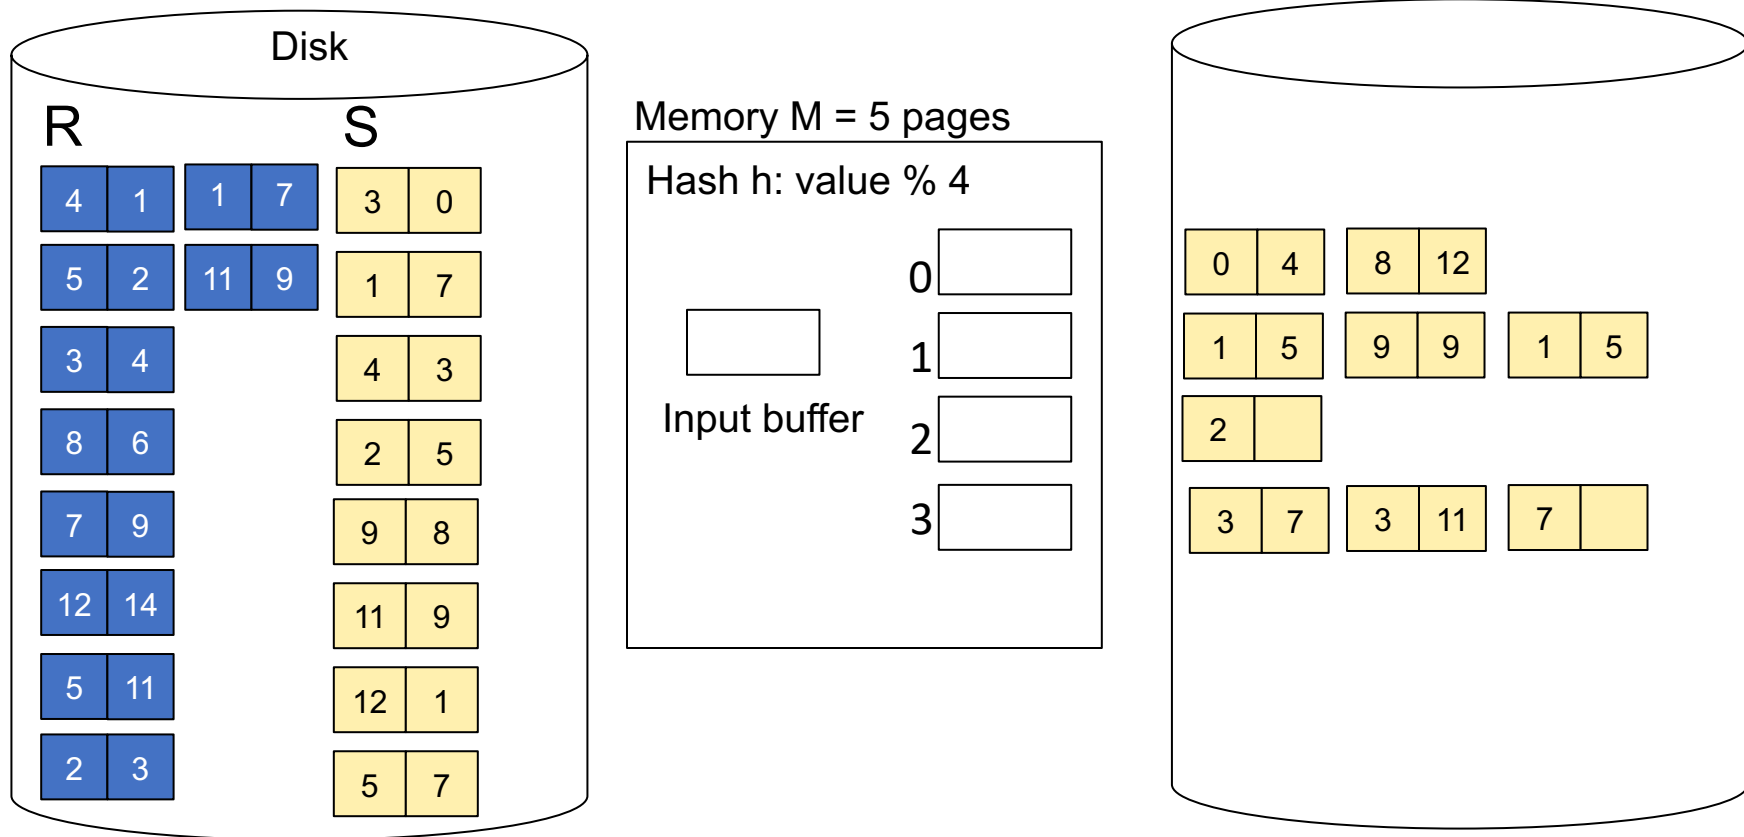 Disk
R S
4 1 1 7 3 0
5 2 11 9 1 7
3 4 4 3
8 6 2 5
7 9 9 8
12 14 11 9
5 11 12 1
2 3 5 7
Memory M = 5 pages
Hash h: value % 4
0
1
2
3
Input buffer
0 4 8 12
1 5 9 9 1 5
2
3 7 3 11 7